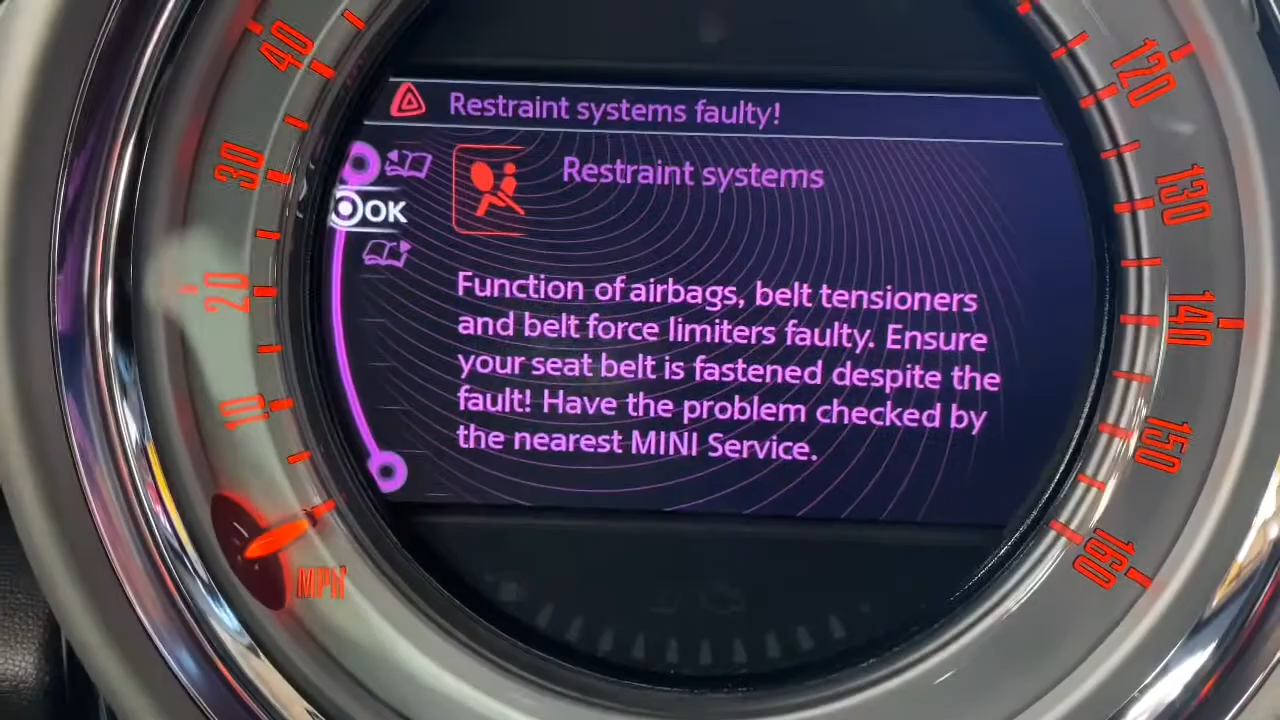 Restraint systems faulty!
Restraint systems
OK
Function of airbags, belt tensioners
and belt force limiters faulty. Ensure
your seat belt is fastened despite the
fault! Have the problem checked by
the nearest MINI Service.
40
30
20
10
MPH
120
130
140
150
160